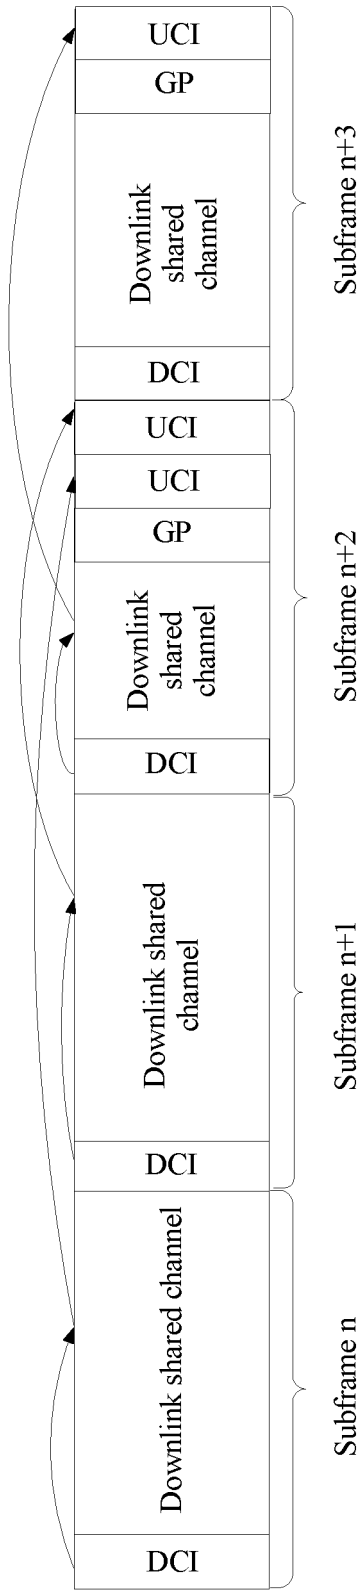 UCI
GP
Downlink
shared
channel
DCI
Subframe n+3
UCI
UCI
GP
Downlink
shared
channel
DCI
Subframe n+2
Downlink shared
channel
DCI
Subframe n+1
Downlink shared channel
DCI
Subframe n